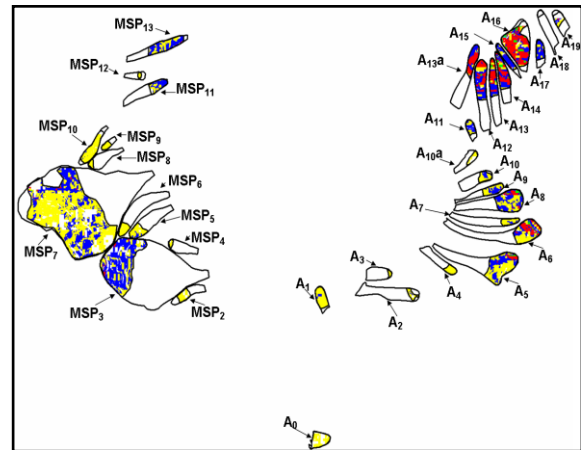 MSP13
MSP12
MSP11
MSP10
MSP9
MSP8
MSP6
MSP5
MSP4
MSP7
MSP3
MSP2
A16
A15
A19
A18
A17
A13a
A14
A13
A12
A11
A10a
A10
A9
A8
A7
A6
A5
A4
A3
A2
A1
A0